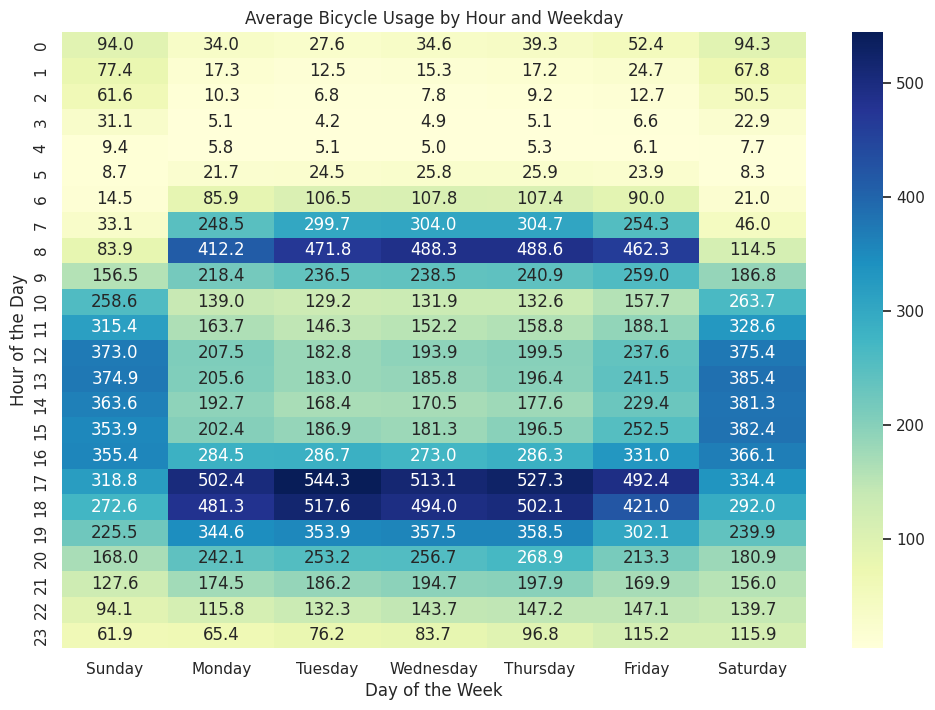 Average Bicycle Usage by Hour and Weekday
0 94.0 34.0 27.6 34.6 39.3 52.4 94.3
1 77.4 17.3 12.5 15.3 17.2 24.7 67.8
2 61.6 10.3 6.8 7.8 9.2 12.7 50.5
3 31.1 5.1 4.2 4.9 5.1 6.6 22.9
4 9.4 5.8 5.1 5.0 5.3 6.1 7.7
5 8.7 21.7 24.5 25.8 25.9 23.9 8.3
6 14.5 85.9 106.5 107.8 107.4 90.0 21.0
7 33.1 248.5 299.7 304.0 304.7 254.3 46.0
8 83.9 412.2 471.8 488.3 488.6 462.3 114.5
9 156.5 218.4 236.5 238.5 240.9 259.0 186.8
10 258.6 139.0 129.2 131.9 132.6 157.7 263.7
11 315.4 163.7 146.3 152.2 158.8 188.1 328.6
12 373.0 207.5 182.8 193.9 199.5 237.6 375.4
13 374.9 205.6 183.0 185.8 196.4 241.5 385.4
14 363.6 192.7 168.4 170.5 177.6 229.4 381.3
15 353.9 202.4 186.9 181.3 196.5 252.5 382.4
16 355.4 284.5 286.7 273.0 286.3 331.0 366.1
17 318.8 502.4 544.3 513.1 527.3 492.4 334.4
18 272.6 481.3 517.6 494.0 502.1 421.0 292.0
19 225.5 344.6 353.9 357.5 358.5 302.1 239.9
20 168.0 242.1 253.2 256.7 268.9 213.3 180.9
21 127.6 174.5 186.2 194.7 197.9 169.9 156.0
22 94.1 115.8 132.3 143.7 147.2 147.1 139.7
23 61.9 65.4 76.2 83.7 96.8 115.2 115.9
Sunday Monday Tuesday Wednesday Thursday Friday Saturday
Day of the Week
Hour of the Day
500
400
300
200
100